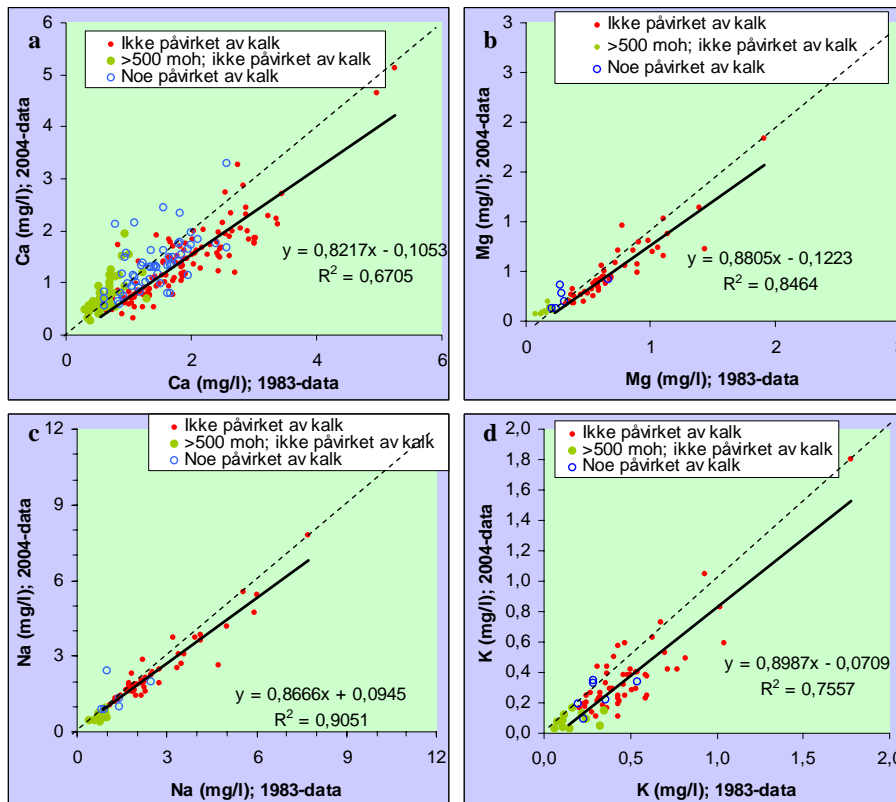 a
Ikke påvirket av kalk
>500 moh; ikke påvirket av kalk
Noe påvirket av kalk
6
5
4
3
2
1
0
0
2
4
6
Ca (mg/l); 2004-data
Ca (mg/l); 1983-data
y = 0,8217x - 0,1053
R² = 0,6705
b
Ikke påvirket av kalk
>500 moh; ikke påvirket av kalk
Noe påvirket av kalk
3
3
2
2
1
1
0
0
1
2
3
Mg (mg/l); 2004-data
Mg (mg/l); 1983-data
y = 0,8805x - 0,1223
R² = 0,8464
c
Ikke påvirket av kalk
>500 moh; ikke påvirket av kalk
Noe påvirket av kalk
12
9
6
3
0
0
3
6
9
12
Na (mg/l); 2004-data
Na (mg/l); 1983-data
y = 0,8666x + 0,0945
R² = 0,9051
d
Ikke påvirket av kalk
>500 moh; ikke påvirket av kalk
Noe påvirket av kalk
2,0
1,8
1,6
1,4
1,2
1,0
0,8
0,6
0,4
0,2
0,0
0,0
0,5
1,0
1,5
2,0
K (mg/l); 2004-data
K (mg/l); 1983-data
y = 0,8987x - 0,0709
R² = 0,7557